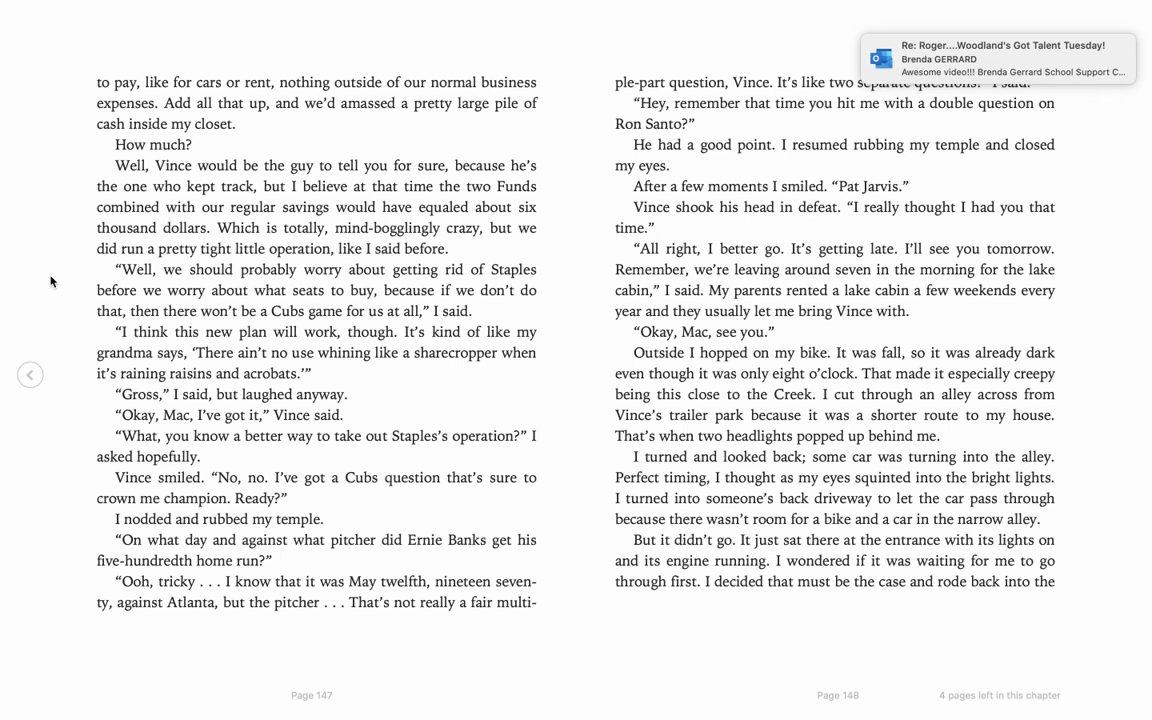 to pay, like for cars or rent, nothing outside of our normal business
expenses. Add all that up, and we’d amassed a pretty large pile of
cash inside my closet.
How much?
Well, Vince would be the guy to tell you for sure, because he’s
the one who kept track, but I believe at that time the two Funds
combined with our regular savings would have equaled about six
thousand dollars. Which is totally, mind-bogglingly crazy, but we
did run a pretty tight little operation, like I said before.
“Well, we should probably worry about getting rid of Staples
before we worry about what seats to buy, because if we don’t do
that, then there won’t be a Cubs game for us at all,” I said.
“I think this new plan will work, though. It’s kind of like my
grandma says, ‘There ain’t no use whining like a sharecropper when
it’s raining raisins and acrobats.’”
“Gross,” I said, but laughed anyway.
“Okay, Mac, I’ve got it,” Vince said.
“What, you know a better way to take out Staples’s operation?” I
asked hopefully.
Vince smiled. “No, no. I’ve got a Cubs question that’s sure to
crown me champion. Ready?”
I nodded and rubbed my temple.
“On what day and against what pitcher did Ernie Banks get his
five-hundredth home run?”
“Ooh, tricky . . . I know that it was May twelfth, nineteen seven-
ty, against Atlanta, but the pitcher . . . That’s not really a fair multi-
Page 147
Re: Roger....Woodland's Got Talent Tuesday!
Brenda GERRARD
Awesome video!!! Brenda Gerrard School Support C...
ple-part question, Vince. It’s like two separate questions!” I said.
“Hey, remember that time you hit me with a double question on
Ron Santo?”
He had a good point. I resumed rubbing my temple and closed
my eyes.
After a few moments I smiled. “Pat Jarvis.”
Vince shook his head in defeat. “I really thought I had you that
time.”
“All right, I better go. It’s getting late. I’ll see you tomorrow.
Remember, we’re leaving around seven in the morning for the lake
cabin,” I said. My parents rented a lake cabin a few weekends every
year and they usually let me bring Vince with.
“Okay, Mac, see you.”
Outside I hopped on my bike. It was fall, so it was already dark
even though it was only eight o’clock. That made it especially creepy
being this close to the Creek. I cut through an alley across from
Vince’s trailer park because it was a shorter route to my house.
That’s when two headlights popped up behind me.
I turned and looked back; some car was turning into the alley.
Perfect timing, I thought as my eyes squinted into the bright lights.
I turned into someone’s back driveway to let the car pass through
because there wasn’t room for a bike and a car in the narrow alley.
But it didn’t go. It just sat there at the entrance with its lights on
and its engine running. I wondered if it was waiting for me to go
through first. I decided that must be the case and rode back into the
Page 148
4 pages left in this chapter